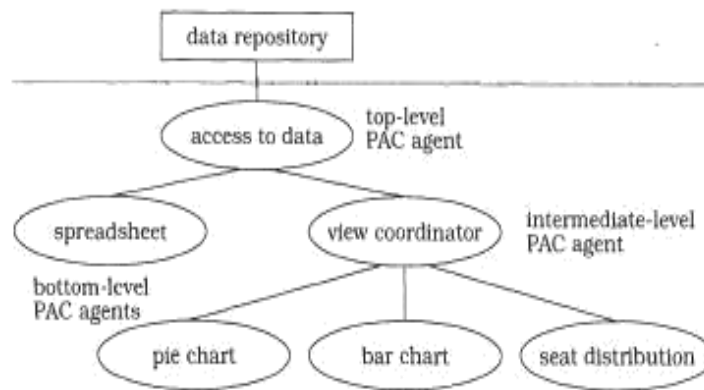 data repository
access to data
top-level
PAC agent
spreadsheet
view coordinator
intermediate-level
PAC agent
bottom-level
PAC agents
pie chart
bar chart
seat distribution